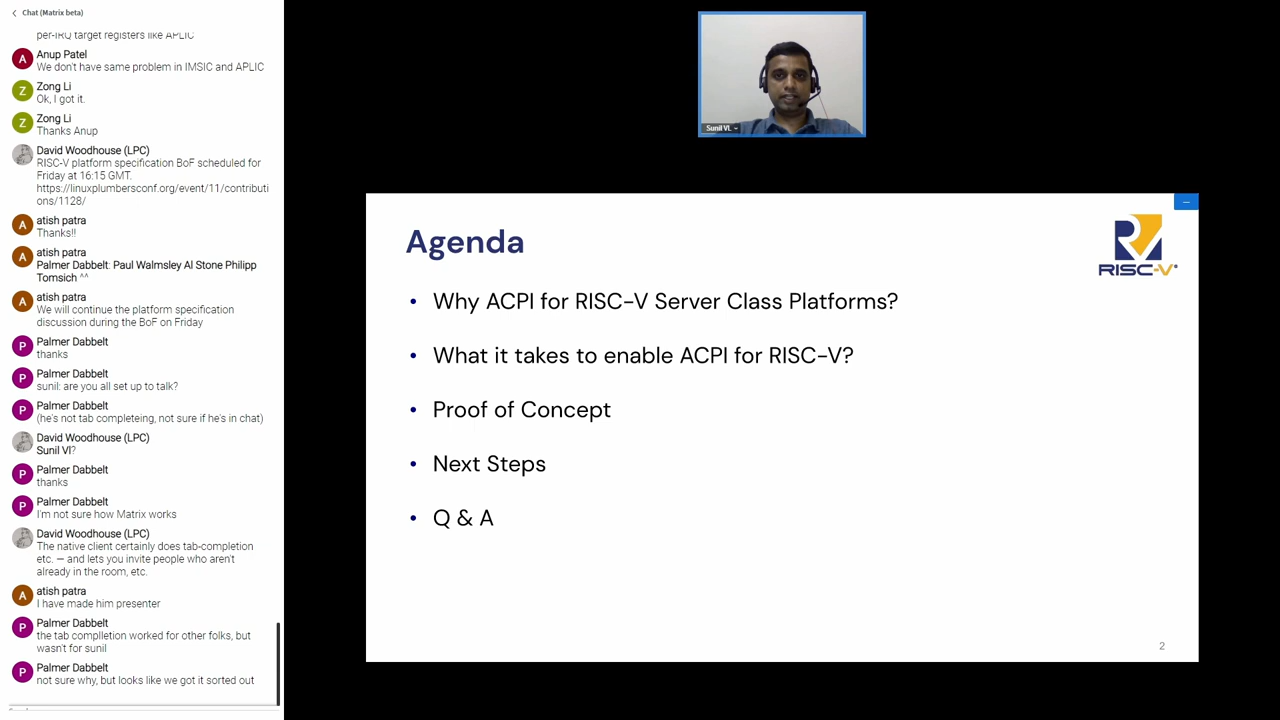 Chat (Matrix beta)
per-IRQ target registers like APLIC
A
Anup Patel
We don't have same problem in IMSIC and APLIC
Z
Zong Li
Ok, I got it.
Z
Zong Li
Thanks Anup
David Woodhouse (LPC)
RISC-V platform specification BoF scheduled for
Friday at 16:15 GMT.
https://linuxplumbersconf.org/event/11/contributi
ons/1128/
A
atish patra
Thanks!!
A
atish patra
Palmer Dabbelt: Paul Walmsley Al Stone Philipp
Tomsich ^^
A
atish patra
We will continue the platform specification
discussion during the BoF on Friday
P
Palmer Dabbelt
thanks
P
Palmer Dabbelt
sunil: are you all set up to talk?
P
Palmer Dabbelt
(he's not tab completeing, not sure if he's in chat)
David Woodhouse (LPC)
Sunil Vl?
P
Palmer Dabbelt
thanks
P
Palmer Dabbelt
I'm not sure how Matrix works
David Woodhouse (LPC)
The native client certainly does tab-completion
etc. — and lets you invite people who aren't
already in the room, etc.
A
atish patra
I have made him presenter
P
Palmer Dabbelt
the tab complletion worked for other folks, but
wasn't for sunil
P
Palmer Dabbelt
not sure why, but looks like we got it sorted out
Sunil VL
Agenda
RISC-V®
• Why ACPI for RISC-V Server Class Platforms?
• What it takes to enable ACPI for RISC-V?
• Proof of Concept
• Next Steps
• Q & A
2